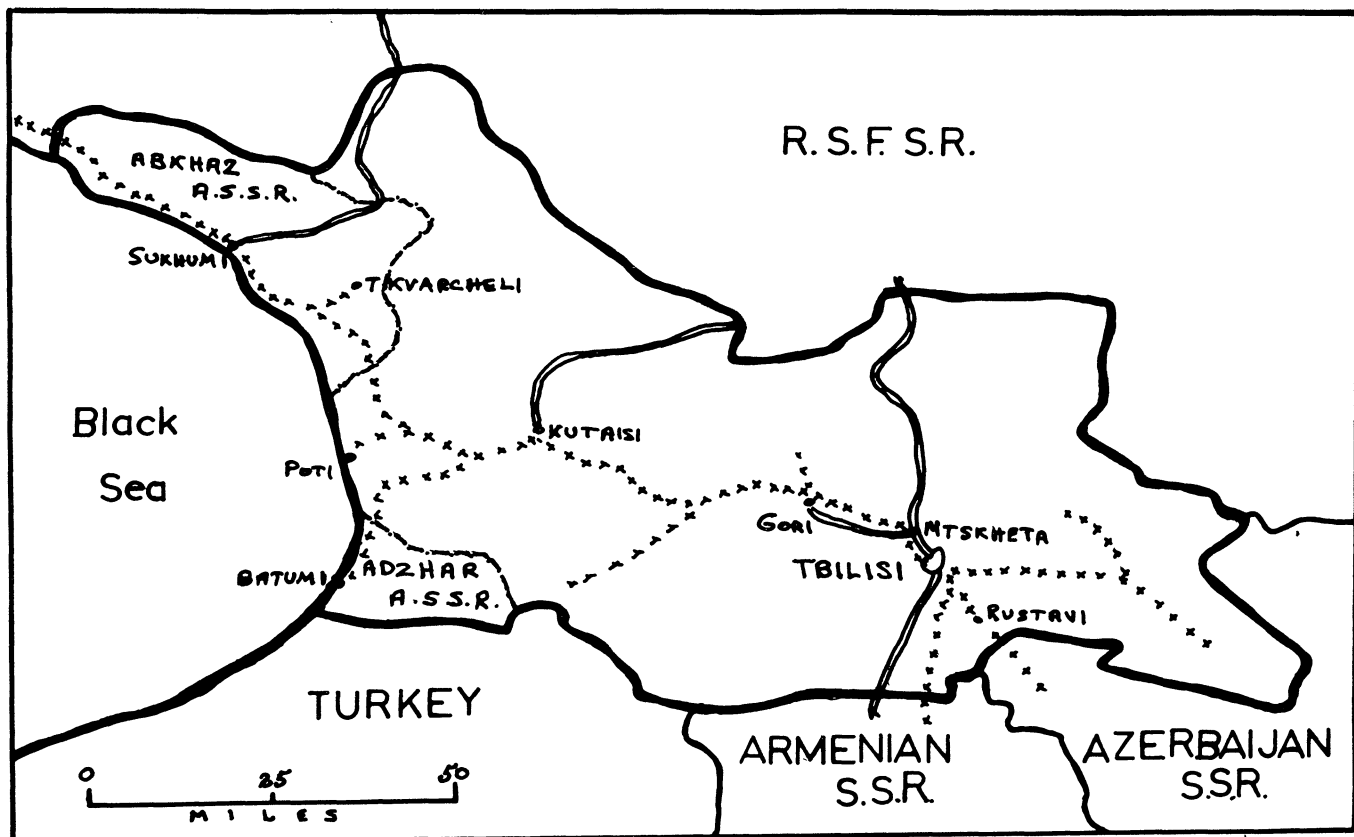 R.S.F.S.R.
ABKHAZ
A.S.S.R.
SUKHUMI
TKVARCHELI
Black
Sea
POTI
KUTAISI
GORI
MTSKHETA
TBILISI
BATUMI
ADZHAR
A.S.S.R.
RUSTAVI
TURKEY
ARMENIAN
S.S.R.
AZERBAIJAN
S.S.R.
0 25 50
MILES